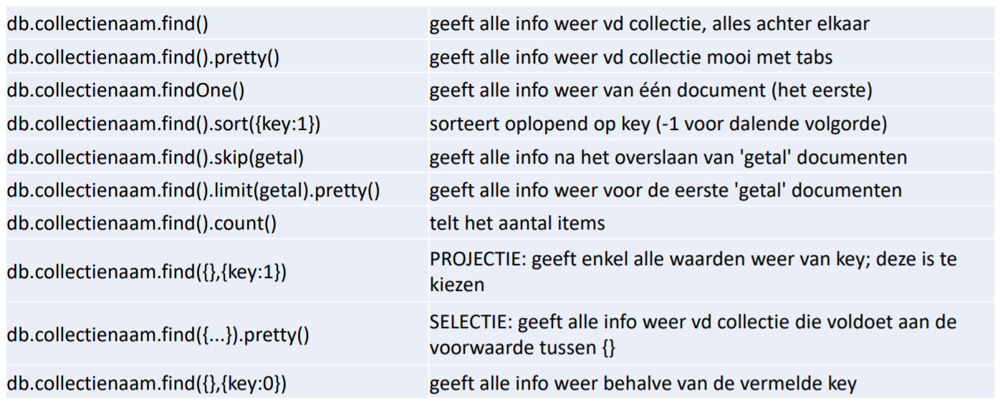 db.collectienaam.find() geeft alle info weer vd collectie, alles achter elkaar
db.collectienaam.find().pretty() geeft alle info weer vd collectie mooi met tabs
db.collectienaam.findOne() geeft alle info weer van één document (het eerste)
db.collectienaam.find().sort({key:1}) sorteert oplopend op key (-1 voor dalende volgorde)
db.collectienaam.find().skip(getal) geeft alle info na het overslaan van 'getal' documenten
db.collectienaam.find().limit(getal).pretty() geeft alle info weer voor de eerste 'getal' documenten
db.collectienaam.find().count() telt het aantal items
db.collectienaam.find({},{key:1}) PROJECTIE: geeft enkel alle waarden weer van key; deze is te
kiezen
db.collectienaam.find({...}).pretty() SELECTIE: geeft alle info weer vd collectie die voldoet aan de
voorwaarde tussen {}
db.collectienaam.find({},{key:0}) geeft alle info weer behalve van de vermelde key